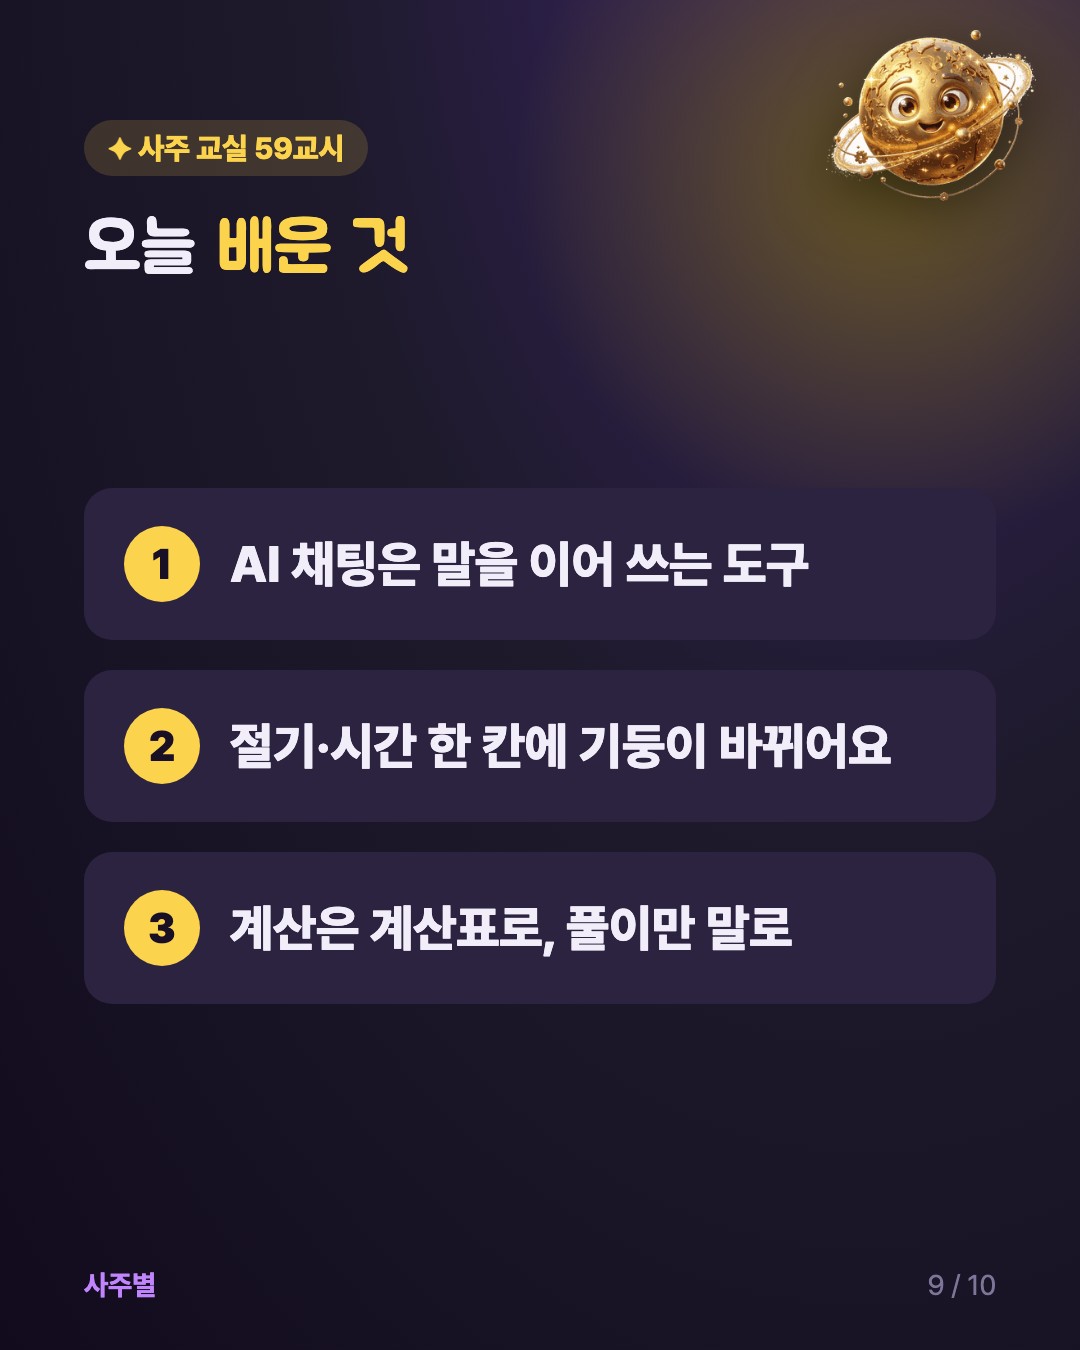 ✦ 사주 교실 59교시
오늘 배운 것
1 AI 채팅은 말을 이어 쓰는 도구
2 절기·시간 한 칸에 기둥이 바뀌어요
3 계산은 계산표로, 풀이만 말로
사주별
9 / 10